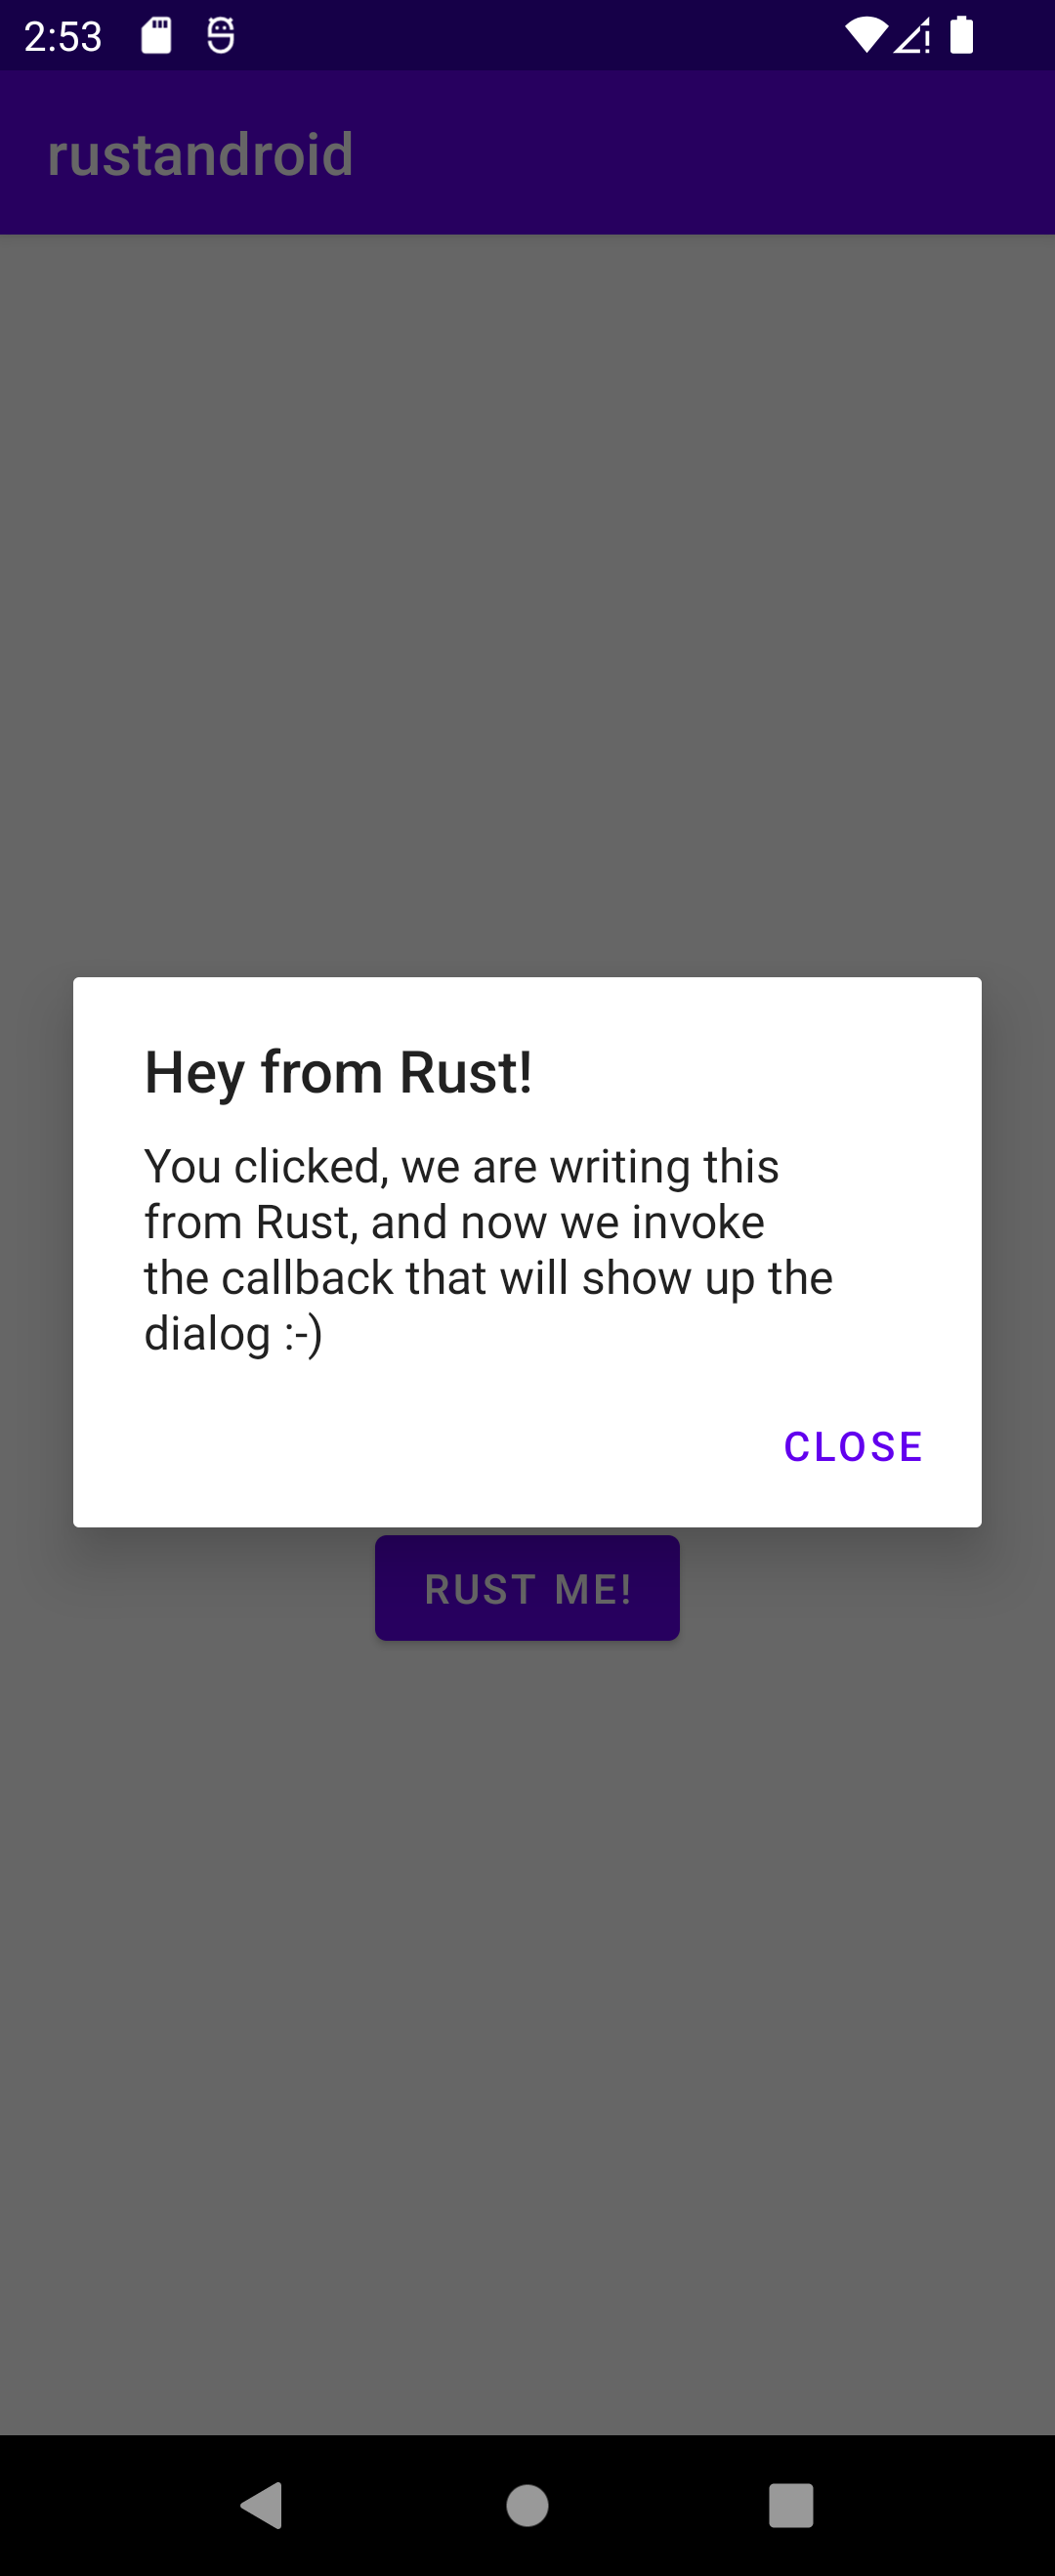 2:53
rustandroid
Hey from Rust!
You clicked, we are writing this
from Rust, and now we invoke
the callback that will show up the
dialog :-)
CLOSE
RUST ME!